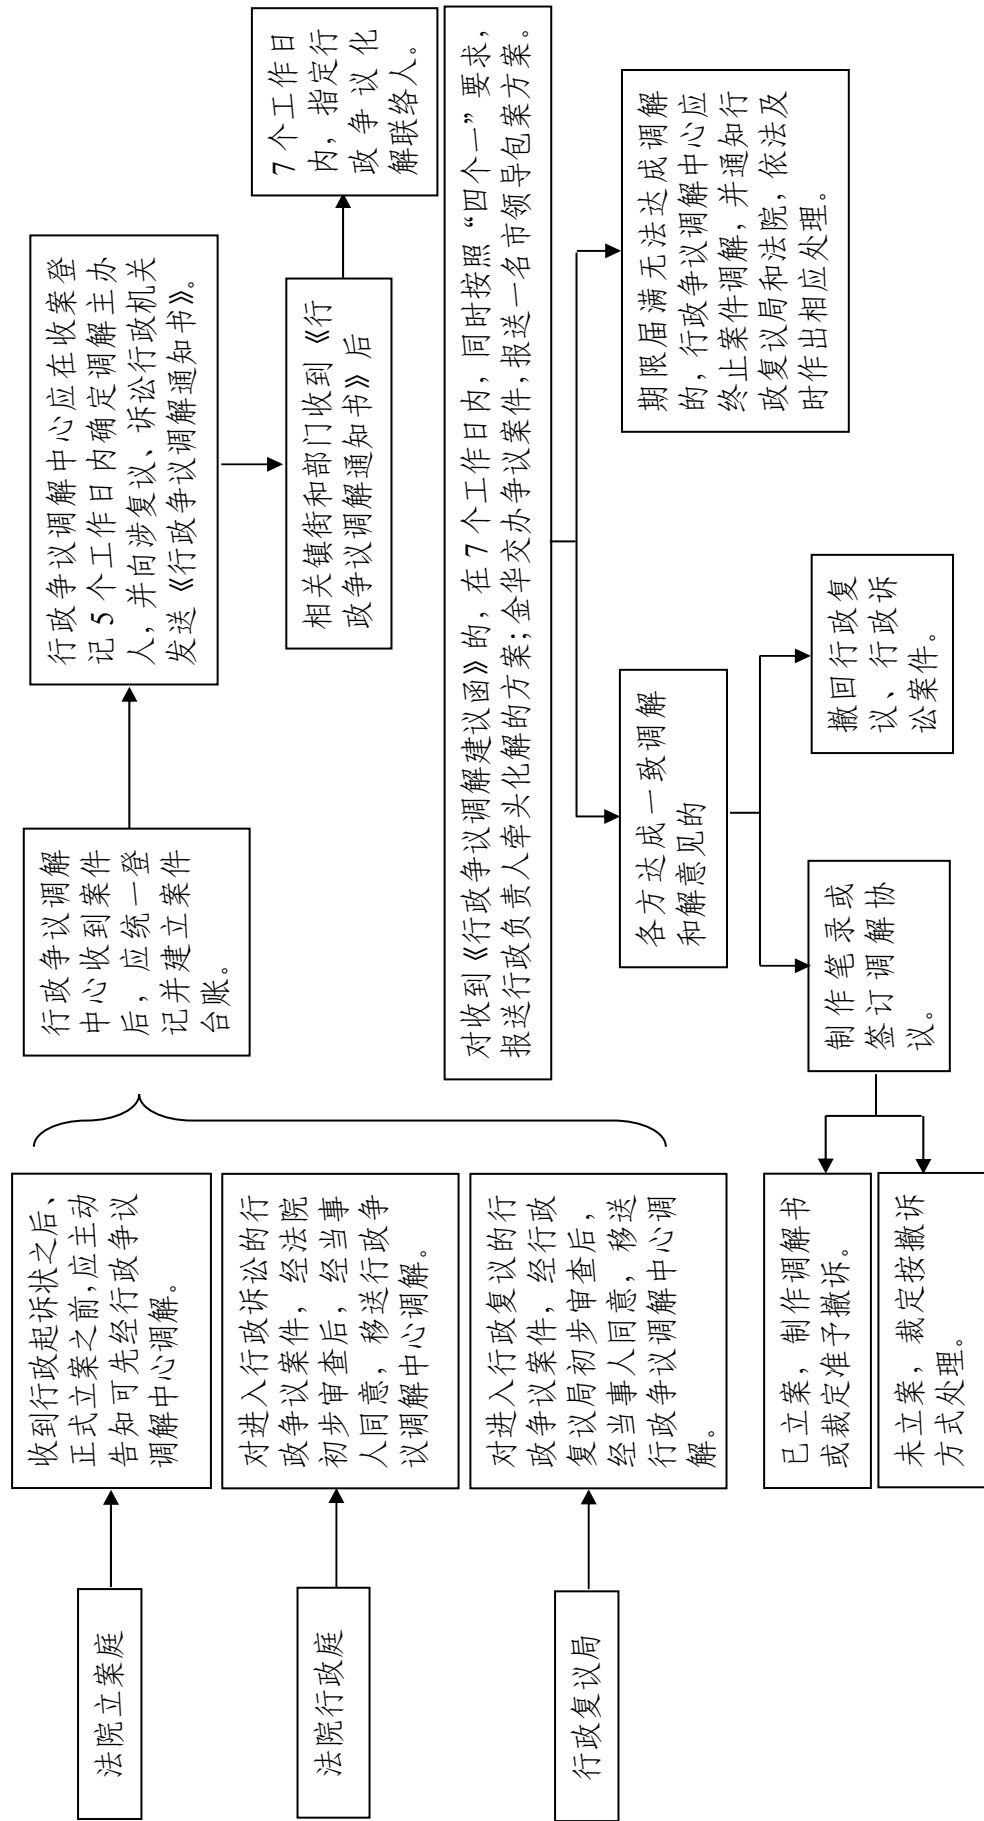 法院立案庭
收到行政起诉状之后、
正式立案之前，应主动
告知可先经行政争议
调解中心调解。
法院行政庭
对进入行政诉讼的行
政争议案件，经法院
初步审查后，经当事
人同意，移送行政争
议调解中心调解。
行政复议局
对进入行政复议的行
政争议案件，经行政
复议局初步审查后，
经当事人同意，移送
行政争议调解中心调
解。
行政争议调解
中心收到案件
后，应统一登
记并建立案件
台账。
行政争议调解中心应在收案登
记 5 个工作日内确定调解主办
人，并向涉复议、诉讼行政机关
发送《行政争议调解通知书》。
相关镇街和部门收到《行
政争议调解通知书》后
7 个工作日
内，指定行
政争议化
解联络人。
对收到《行政争议调解建议函》的，在 7 个工作日内，同时按照“四个一”要求，
报送行政负责人牵头化解的方案；金华交办争议案件，报送一名市领导包案方案。
各方达成一致调解
和解意见的
期限届满无法达成调解
的，行政争议调解中心应
终止案件调解，并通知行
政复议局和法院，依法及
时作出相应处理。
制作笔录或
签订调解协
议。
撤回行政复
议、行政诉
讼案件。
已立案，制作调解书
或裁定准予撤诉。
未立案，裁定按撤诉
方式处理。